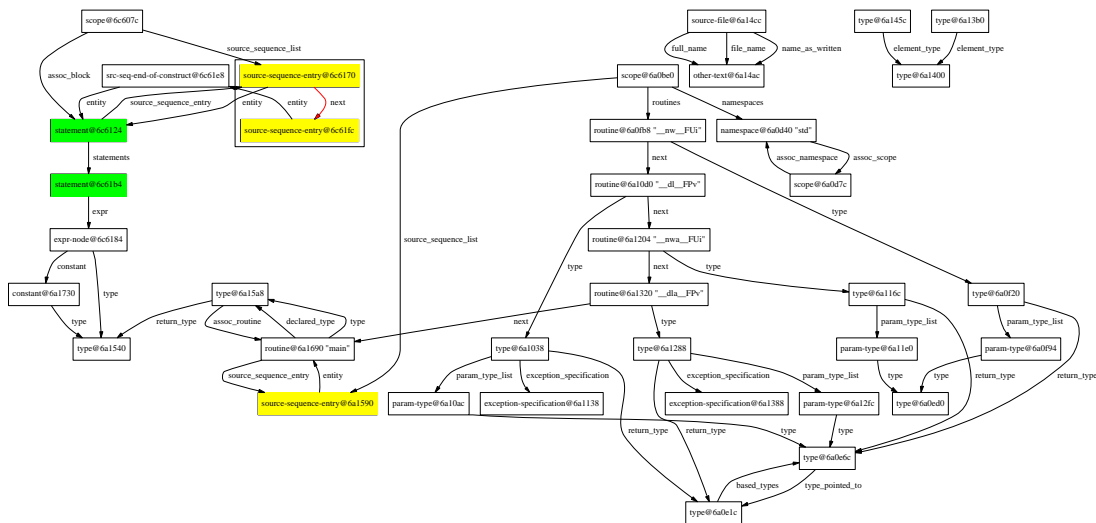 scope@6c607c
source-file@6a14cc
type@6a145c
type@6a13b0
source_sequence_list
full_name
file_name
name_as_written
element_type
element_type
assoc_block
src-seq-end-of-construct@6c61e8
source-sequence-entry@6c6170
scope@6a0be0
other-text@6a14ac
type@6a1400
entity
source_sequence_entry
entity
entity
next
routines
namespaces
statement@6c6124
source-sequence-entry@6c61fc
routine@6a0fb8 "__nw__FUi"
namespace@6a0d40 "std"
statements
next
assoc_namespace
assoc_scope
statement@6c61b4
routine@6a10d0 "__dl__FPv"
scope@6a0d7c
expr
next
type
expr-node@6c6184
source_sequence_list
routine@6a1204 "__nwa__FUi"
constant
type
type
next
type
constant@6a1730
type@6a15a8
routine@6a1320 "__dla__FPv"
type@6a116c
type@6a0f20
type
return_type
assoc_routine
declared_type
type
next
type
param_type_list
param_type_list
type@6a1540
routine@6a1690 "main"
type@6a1038
type@6a1288
param-type@6a11e0
param-type@6a0f94
source_sequence_entry
entity
param_type_list
exception_specification
exception_specification
param_type_list
type
type
return_type
return_type
source-sequence-entry@6a1590
param-type@6a10ac
exception-specification@6a1138
exception-specification@6a1388
param-type@6a12fc
type@6a0ed0
return_type
return_type
type
type
type@6a0e6c
based_types
type_pointed_to
type@6a0e1c